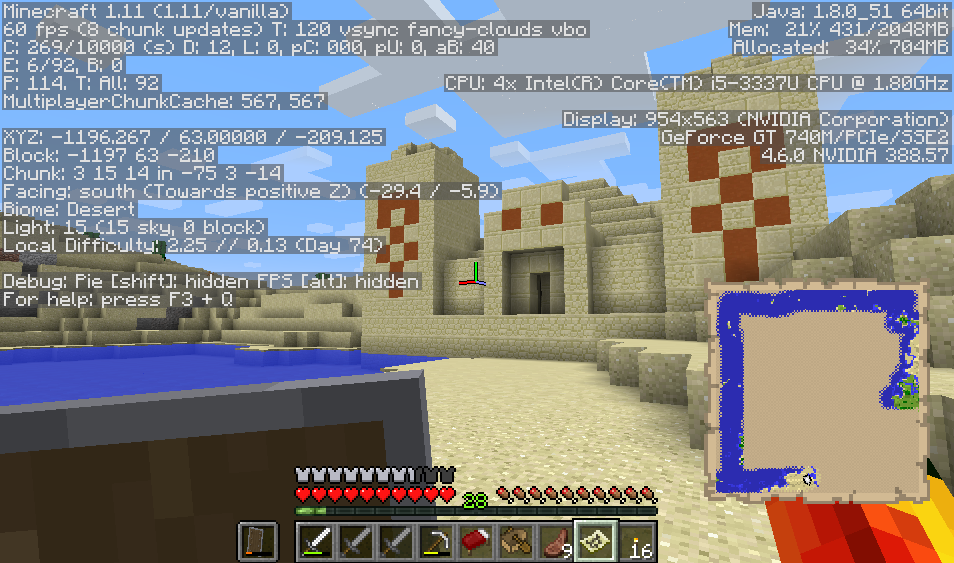 Minecraft 1.11 (1.11/vanilla)
60 fps (8 chunk updates) T: 120 vsync fancy-clouds vbo
C: 269/10000 (s) D: 12, L: 0, pC: 000, pU: 0, aB: 40
E: 6/92, B: 0
P: 114. T: All: 92
MultiplayerChunkCache: 567, 567
XYZ: -1196.267 / 63.00000 / -209.125
Block: -1197 63 -210
Chunk: 3 15 14 in -75 3 -14
Facing: south (Towards positive Z) (-29.4 / -5.9)
Biome: Desert
Light: 15 (15 sky, 0 block)
Local Difficulty: 2.25 // 0.13 (Day 74)
Debug: Pie [shift]: hidden FPS [alt]: hidden
For help: press F3 + Q
Java: 1.8.0_51 64bit
Mem: 21% 431/2048MB
Allocated: 34% 704MB
CPU: 4x Intel(R) Core(TM) i5-3337U CPU @ 1.80GHz
Display: 954x563 (NVIDIA Corporation)
GeForce GT 740M/PCIe/SSE2
4.6.0 NVIDIA 388.57
28
9
16